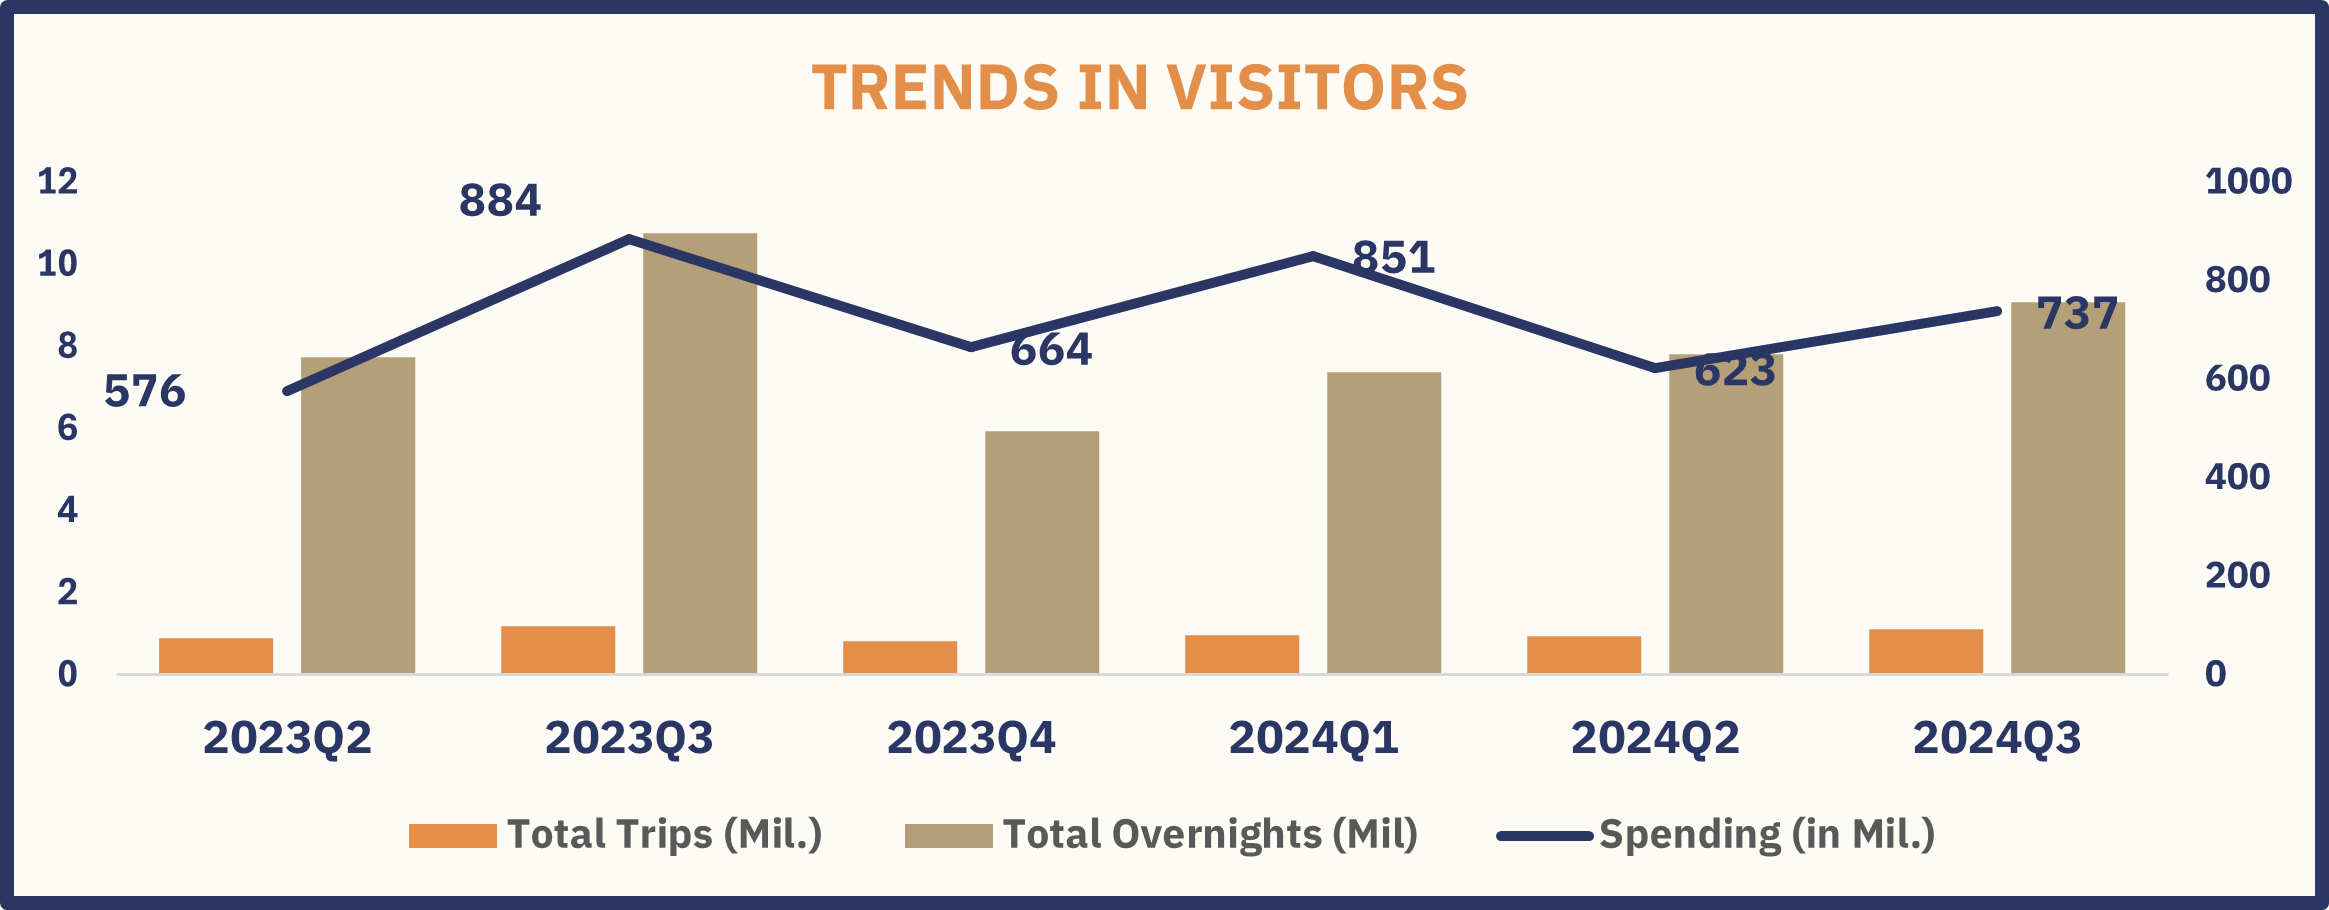 TRENDS IN VISITORS
12
10
8
6
4
2
0
1000
800
600
400
200
0
576
884
664
851
623
737
2023Q2
2023Q3
2023Q4
2024Q1
2024Q2
2024Q3
Total Trips (Mil.)
Total Overnights (Mil)
Spending (in Mil.)